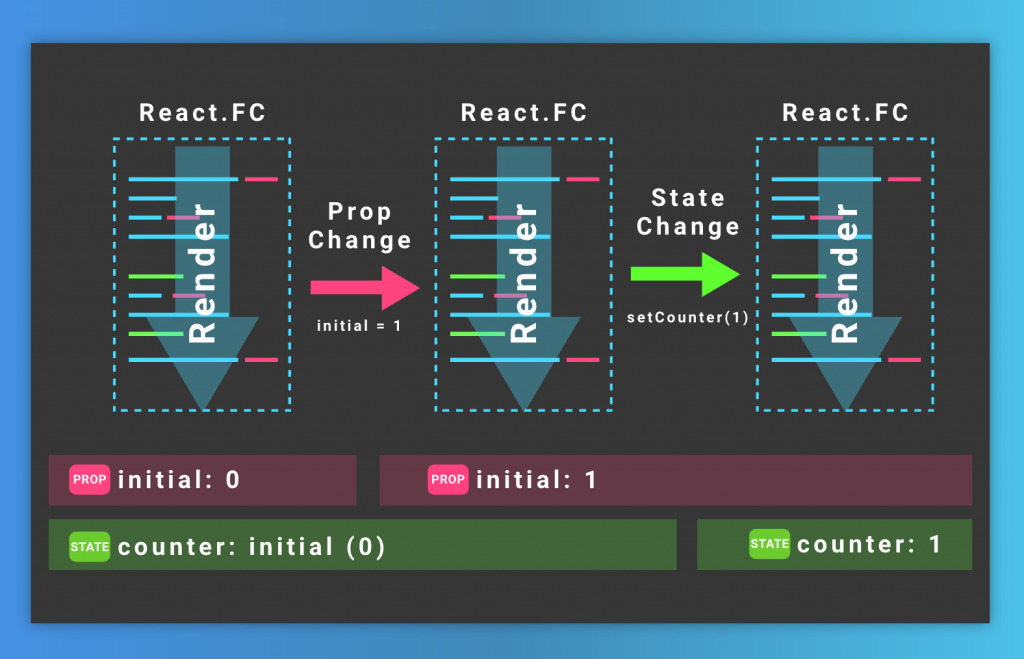 React.FC
React.FC
React.FC
Render
Prop
Change
initial = 1
Render
State
Change
setCounter(1)
Render
PROP initial: 0
PROP initial: 1
STATE counter: initial (0)
STATE counter: 1